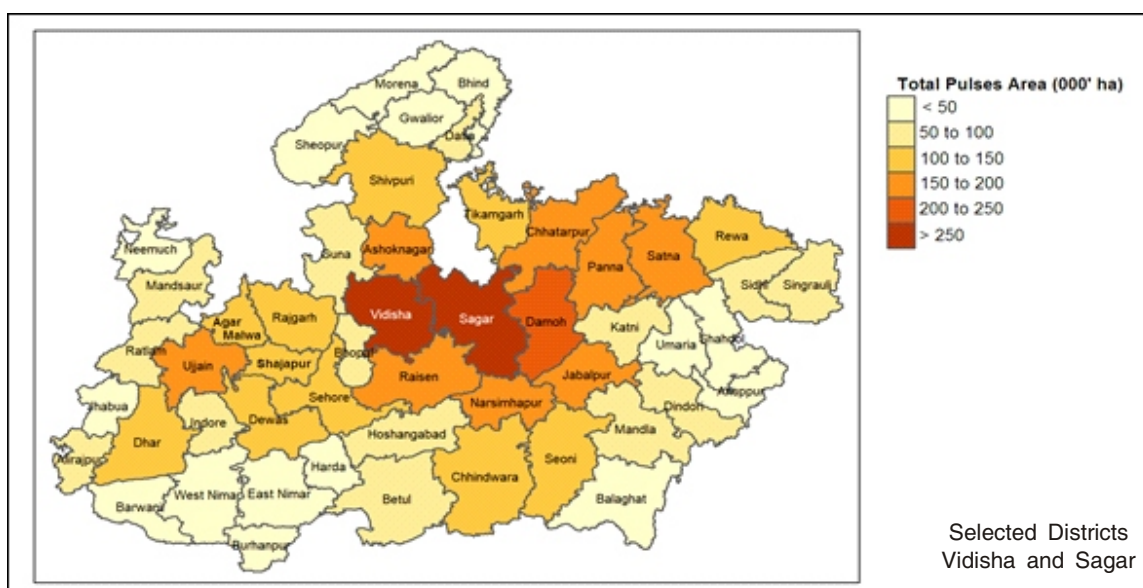 Total Pulses Area (000' ha)
< 50
50 to 100
100 to 150
150 to 200
200 to 250
> 250
Morena
Bhind
Gwalior
Sheopur
Datia
Shivpuri
Tikamgarh
Chhatarpur
Rewa
Neemuch
Suna
Ashoknagar
Panna
Satna
Mandsaur
Sidhi
Singrauli
Vidisha
Sagar
Damoh
Agar
Malwa
Rajgarh
Katni
Umaria
Shahdol
Ratlam
Ujjain
Shajapur
Bhopal
Raisen
Jabalpur
Jhabua
Sehore
Narsimhapur
Anuppur
Dindori
Indore
Dewas
Dhar
Hoshangabad
Mandla
Alirajpur
Seoni
Harda
Chhindwara
West Nimar
East Nimar
Betul
Balaghat
Barwani
Burhanpur
Selected Districts
Vidisha and Sagar